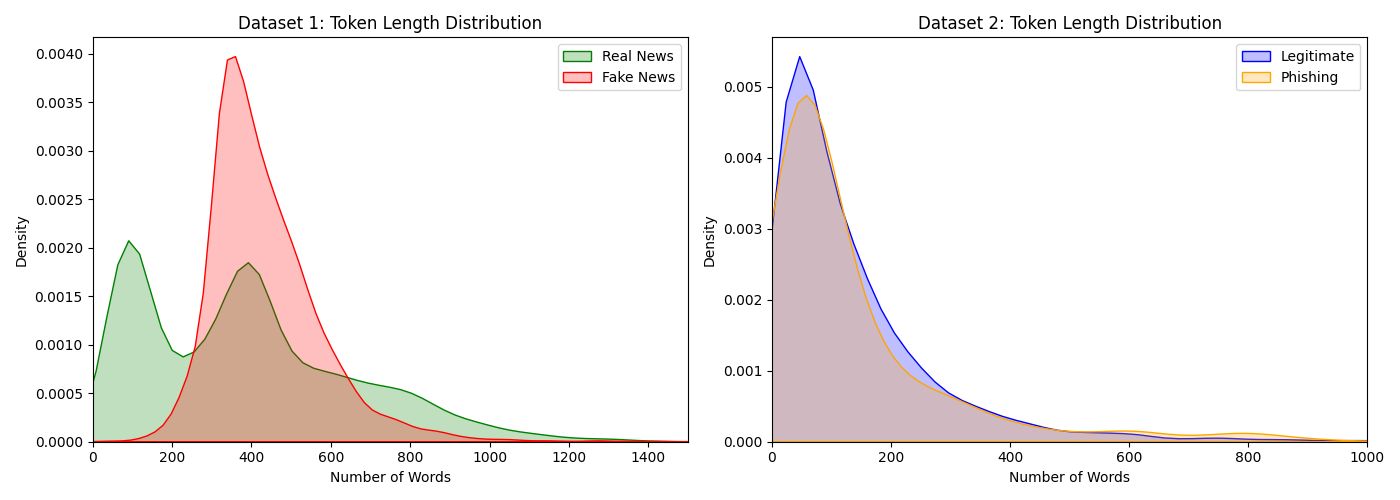 Dataset 1: Token Length Distribution
Real News
Fake News
Density
0.0040
0.0035
0.0030
0.0025
0.0020
0.0015
0.0010
0.0005
0.0000
0 200 400 600 800 1000 1200 1400
Number of Words
Dataset 2: Token Length Distribution
Legitimate
Phishing
Density
0.005
0.004
0.003
0.002
0.001
0.000
0 200 400 600 800 1000
Number of Words